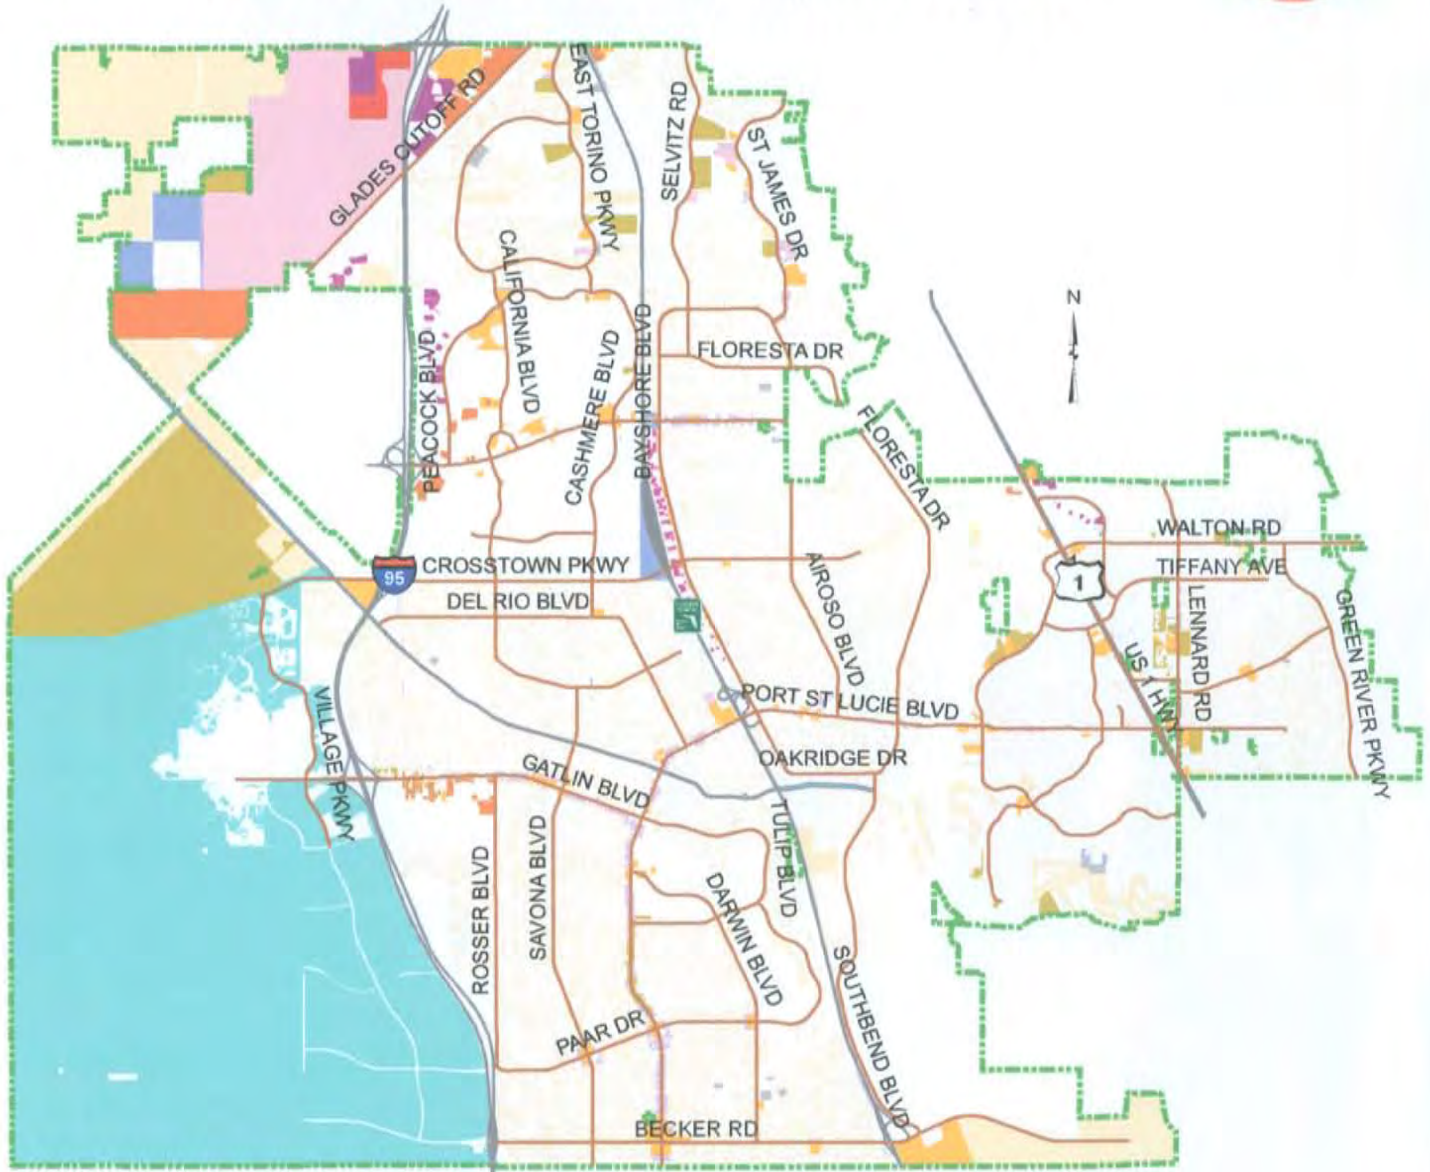 EAST TORINO PKWY
SELVITZ RD
GLADES CUTOFF RD
ST JAMES DR
CALIFORNIA BLVD
N
PEACOCK BLVD
CASHMERE BLVD
BAYSHORE BLVD
FLORESTA DR
FLORESTA DR
WALTON RD
TIFFANY AVE
95
CROSSTOWN PKWY
1
DEL RIO BLVD
AIROSO BLVD
LENNARD RD
GREEN RIVER PKWY
US 1 HWY
VILLAGE PKWY
PORT ST LUCIE BLVD
OAKRIDGE DR
GATLIN BLVD
TULIP BLVD
ROSSER BLVD
SAVONA BLVD
DARWIN BLVD
SOUTHBEND BLVD
PAAR DR
BECKER RD